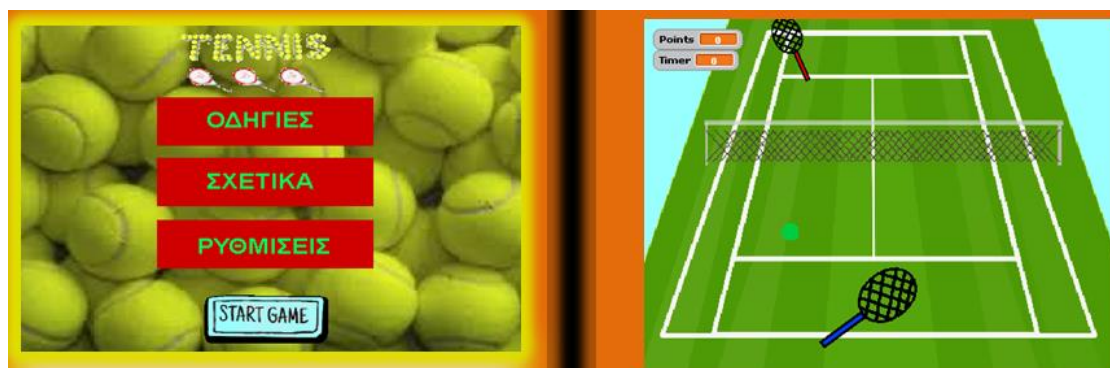 TENNIS
ΟΔΗΓΙΕΣ
ΣΧΕΤΙΚΑ
ΡΥΘΜΙΣΕΙΣ
START GAME
Points 0
Timer 0